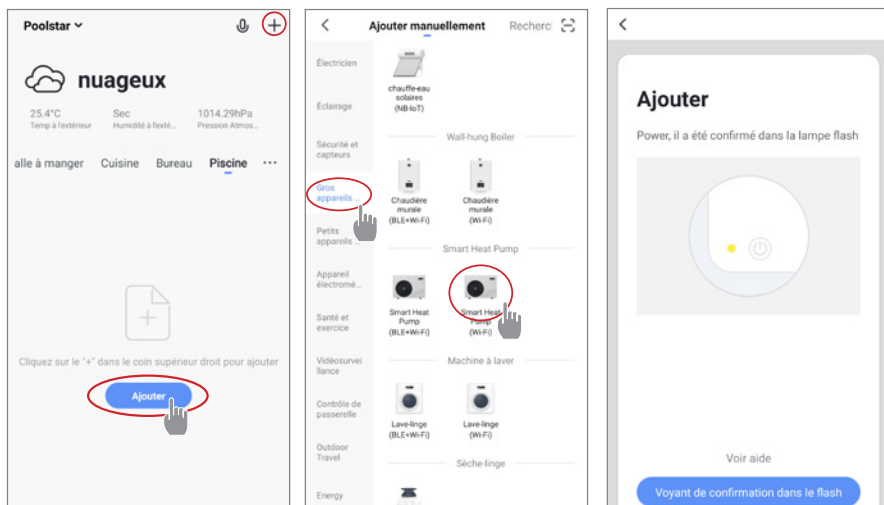 Poolstar
nuageux
25.4°C
Temp à l'extérieur
Sec
Humidité à l'exté...
1014.29hPa
Pression Atmos...
alle à manger Cuisine Bureau Piscine ...
Cliquez sur le "+" dans le coin supérieur droit pour ajouter
Ajouter
Ajouter manuellement Recherc
Électricien
Éclairage
Sécurité et
capteurs
Gros
appareils ...
Petits
appareils ...
Appareil
électromé...
Santé et
exercice
Vidéosurvei
llance
Contrôle de
passerelle
Outdoor
Travel
Energy
chauffe-eau
solaires
(NB-IoT)
Wall-hung Boiler
Chaudière
murale
(BLE+Wi-Fi)
Chaudière
murale
(Wi-Fi)
Smart Heat Pump
Smart Heat
Pump
(BLE+Wi-Fi)
Smart Heat
Pump
(Wi-Fi)
Machine à laver
Lave-linge
(BLE+Wi-Fi)
Lave-linge
(Wi-Fi)
Sèche-linge
Ajouter
Power, il a été confirmé dans la lampe flash
Voir aide
Voyant de confirmation dans le flash